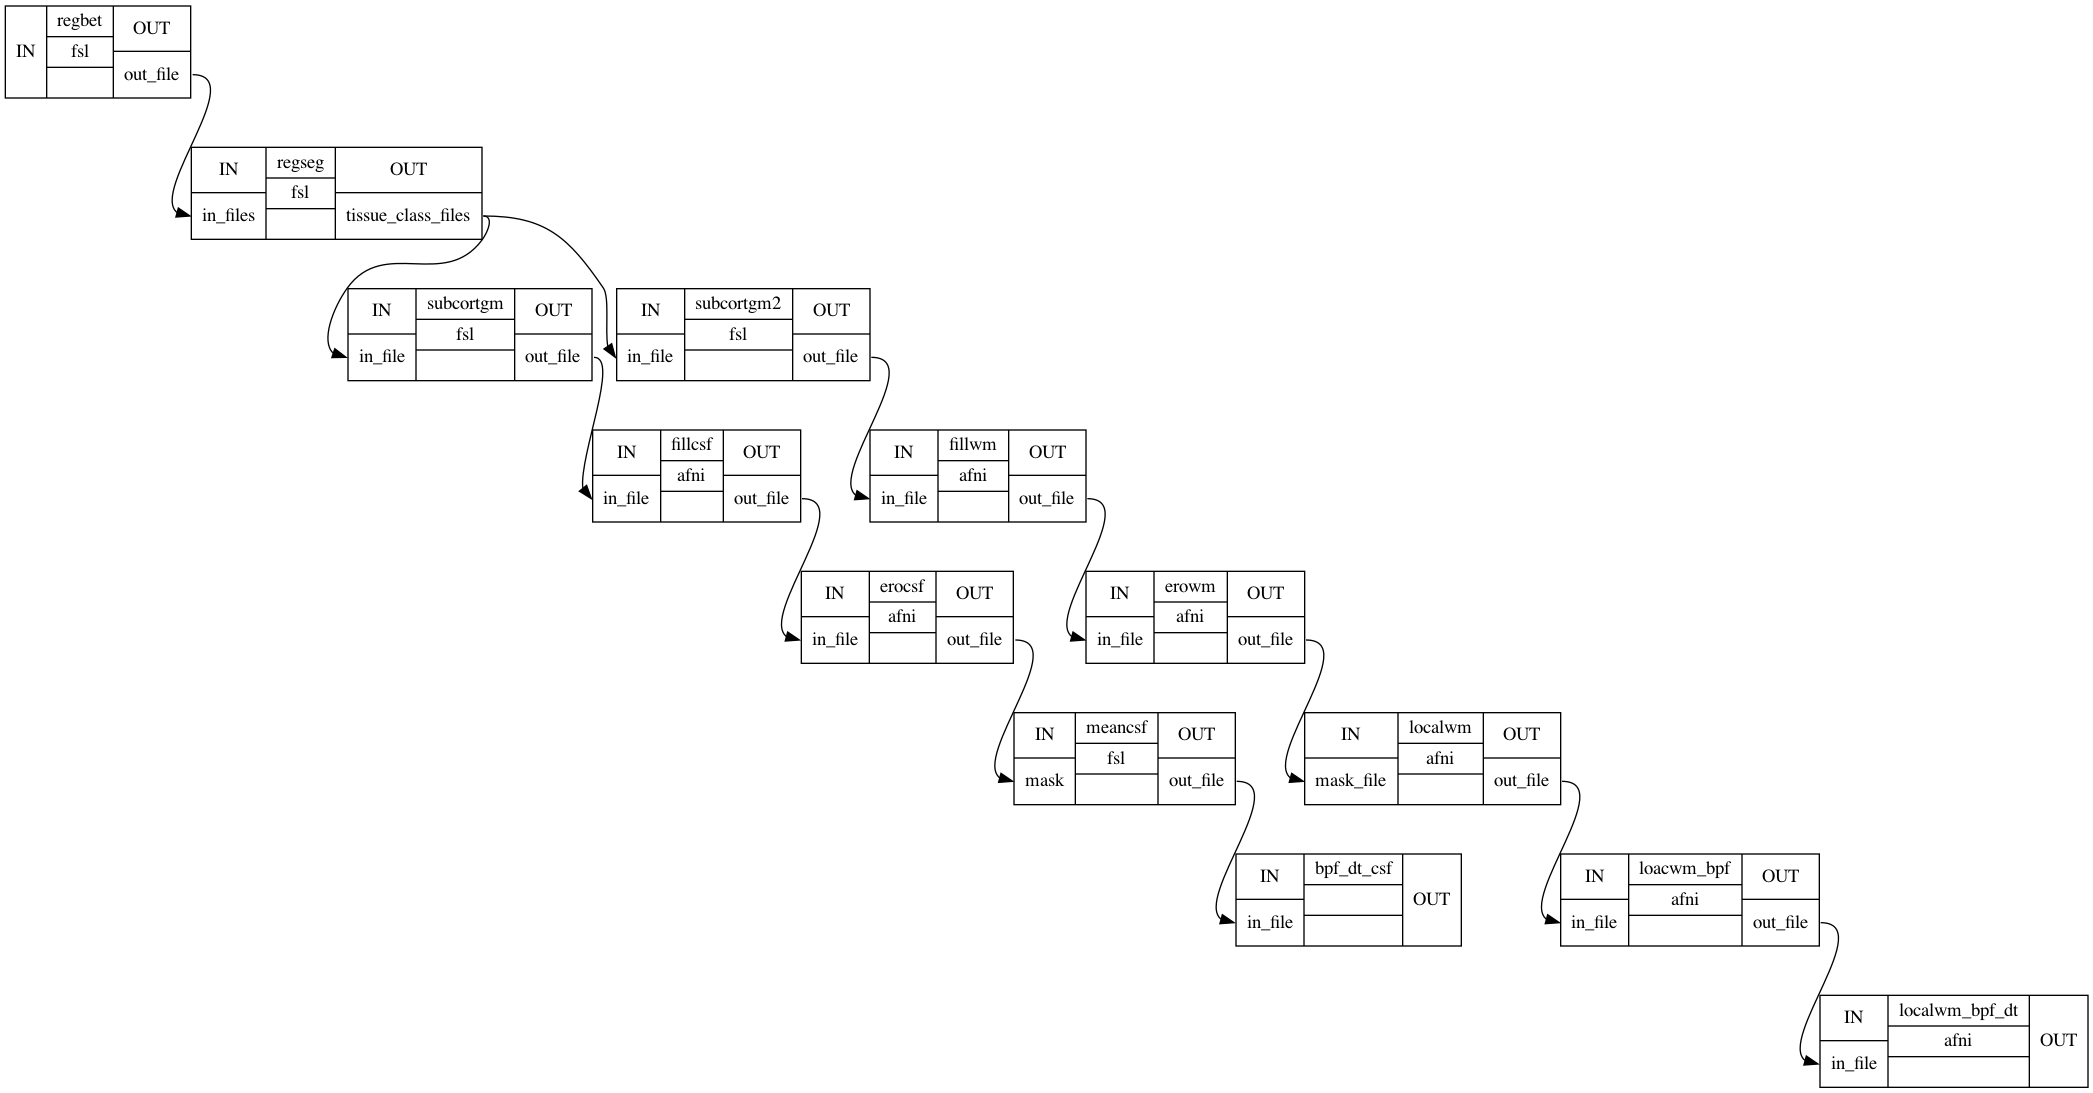 IN regbet OUT
fsl
out_file
IN regseg OUT
fsl
in_files tissue_class_files
IN subcortgm OUT
fsl
in_file out_file
IN subcortgm2 OUT
fsl
in_file out_file
IN fillcsf OUT
afni
in_file out_file
IN fillwm OUT
afni
in_file out_file
IN erocsf OUT
afni
in_file out_file
IN erowm OUT
afni
in_file out_file
IN meancsf OUT
fsl
mask out_file
IN localwm OUT
afni
mask_file out_file
IN bpf_dt_csf OUT
in_file
IN loacwm_bpf OUT
afni
in_file out_file
IN localwm_bpf_dt OUT
afni
in_file